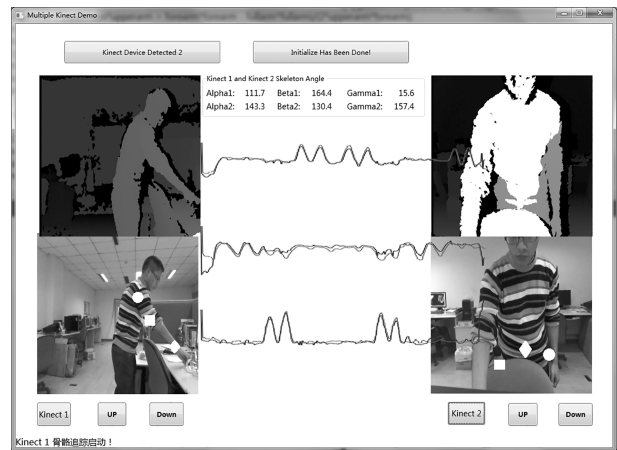 Multiple Kinect Demo
Kinect Device Detected 2
Initialize Has Been Done!
Kinect 1 and Kinect 2 Skeleton Angle
Alpha1: 111.7 Beta1: 164.4 Gamma1: 15.6
Alpha2: 143.3 Beta2: 130.4 Gamma2: 157.4
Kinect 1 UP Down
Kinect 2 UP Down
Kinect 1 骨骼追踪启动！